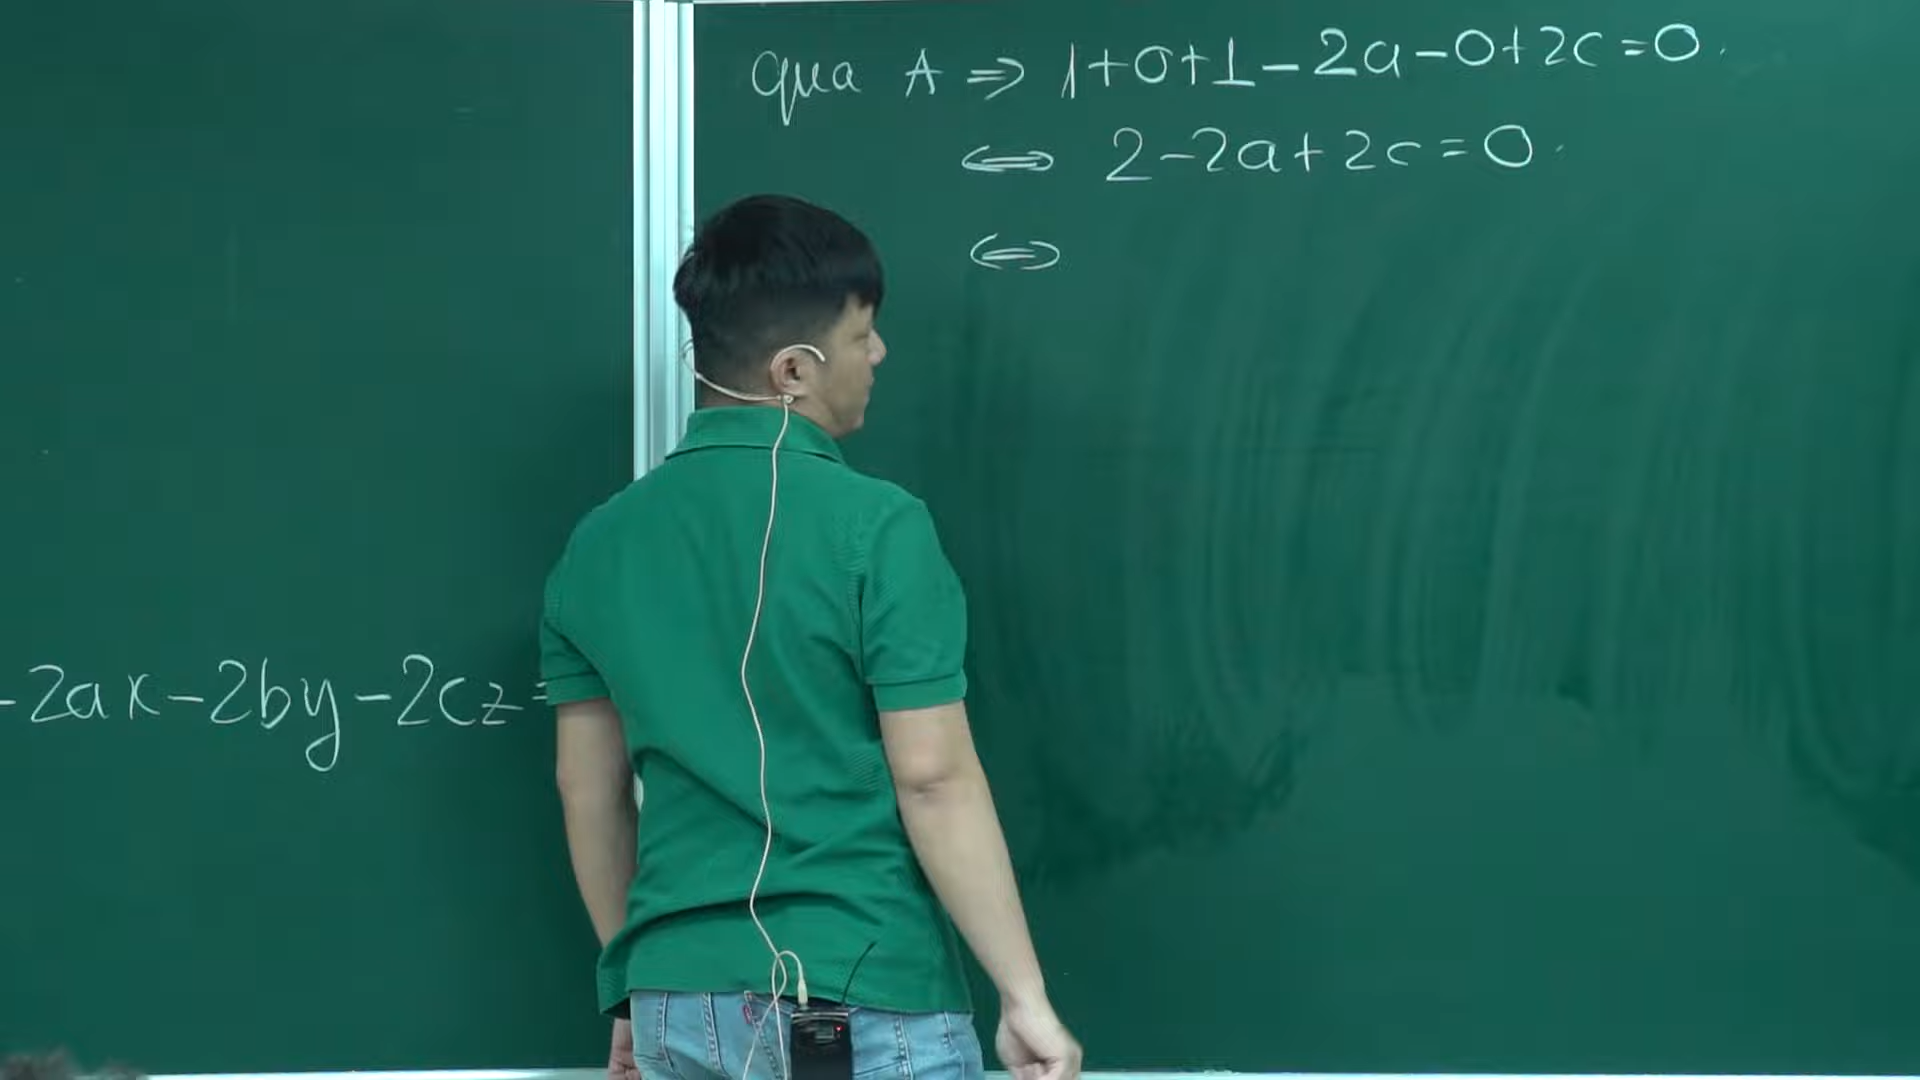 qua A ⇒ 1+0+1-2a-0+2c=0.
⇔ 2-2a+2c=0.
⇔
-2ax-2by-2cz=